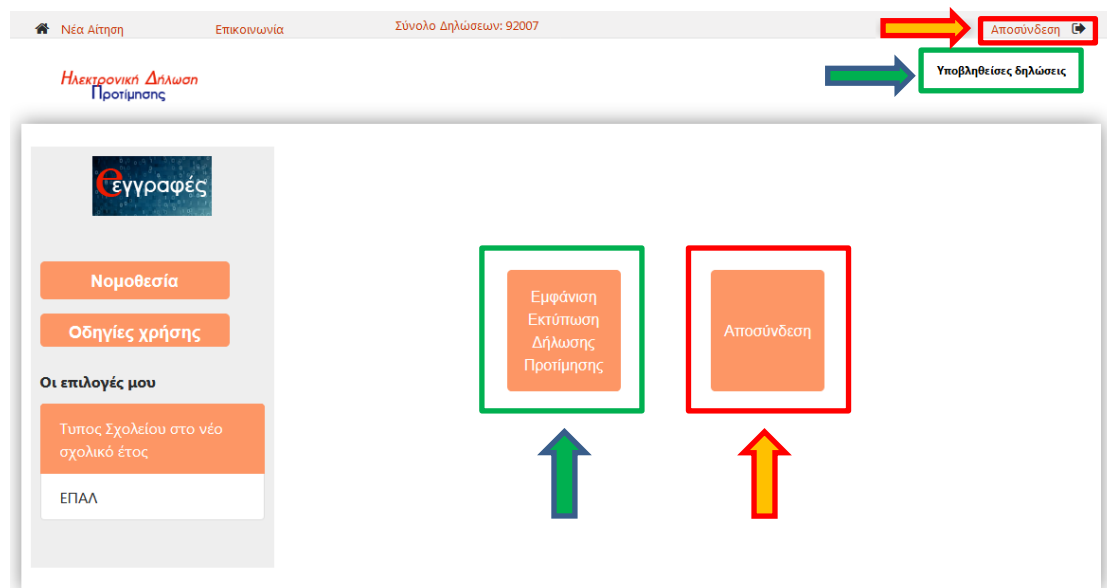 Νέα Αίτηση Επικοινωνία Σύνολο Δηλώσεων: 92007 Αποσύνδεση
Υποβληθείσες δηλώσεις
Ηλεκτρονική Δήλωση
Προτίμησης
eεγγραφές
Νομοθεσία
Οδηγίες χρήσης
Οι επιλογές μου
Τυπος Σχολείου στο νέο
σχολικό έτος
ΕΠΑΛ
Εμφάνιση
Εκτύπωση
Δήλωσης
Προτίμησης
Αποσύνδεση